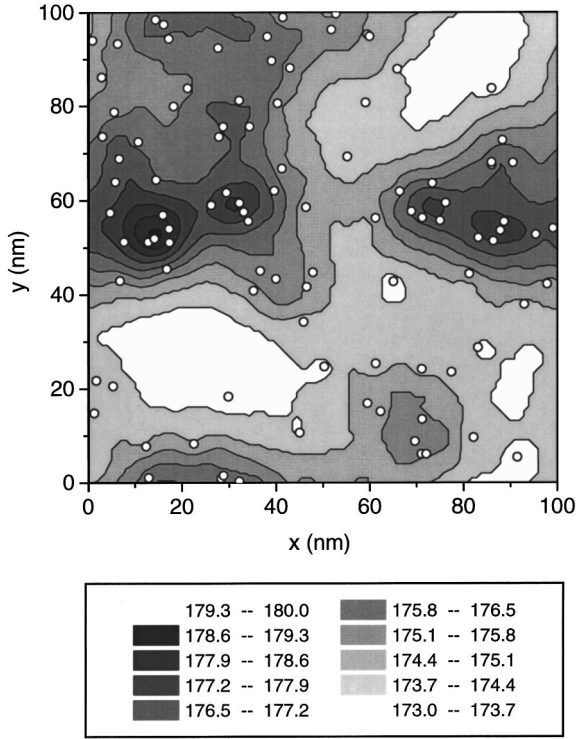 100
80
60
40
20
0
y (nm)
0 20 40 60 80 100
x (nm)
179.3 -- 180.0
178.6 -- 179.3
177.9 -- 178.6
177.2 -- 177.9
176.5 -- 177.2
175.8 -- 176.5
175.1 -- 175.8
174.4 -- 175.1
173.7 -- 174.4
173.0 -- 173.7